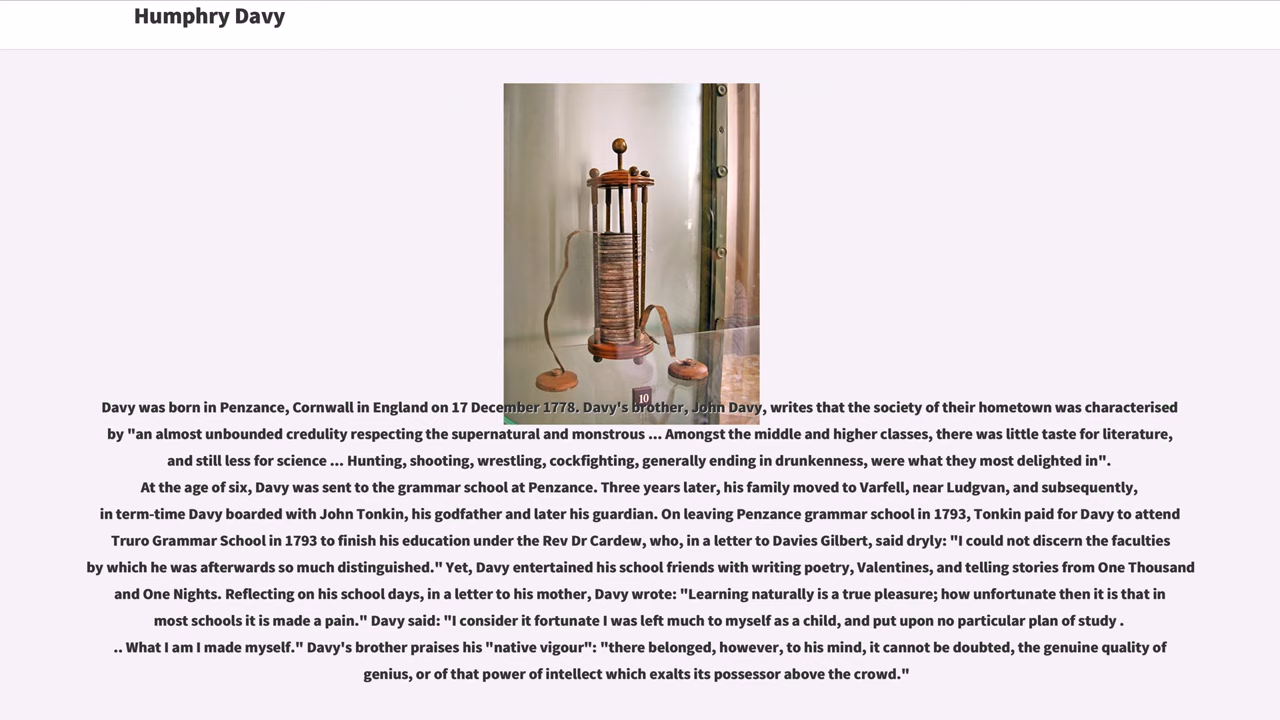 Humphry Davy
10
Davy was born in Penzance, Cornwall in England on 17 December 1778. Davy's brother, John Davy, writes that the society of their hometown was characterised
by "an almost unbounded credulity respecting the supernatural and monstrous ... Amongst the middle and higher classes, there was little taste for literature,
and still less for science ... Hunting, shooting, wrestling, cockfighting, generally ending in drunkenness, were what they most delighted in".
At the age of six, Davy was sent to the grammar school at Penzance. Three years later, his family moved to Varfell, near Ludgvan, and subsequently,
in term-time Davy boarded with John Tonkin, his godfather and later his guardian. On leaving Penzance grammar school in 1793, Tonkin paid for Davy to attend
Truro Grammar School in 1793 to finish his education under the Rev Dr Cardew, who, in a letter to Davies Gilbert, said dryly: "I could not discern the faculties
by which he was afterwards so much distinguished." Yet, Davy entertained his school friends with writing poetry, Valentines, and telling stories from One Thousand
and One Nights. Reflecting on his school days, in a letter to his mother, Davy wrote: "Learning naturally is a true pleasure; how unfortunate then it is that in
most schools it is made a pain." Davy said: "I consider it fortunate I was left much to myself as a child, and put upon no particular plan of study .
.. What I am I made myself." Davy's brother praises his "native vigour": "there belonged, however, to his mind, it cannot be doubted, the genuine quality of
genius, or of that power of intellect which exalts its possessor above the crowd."